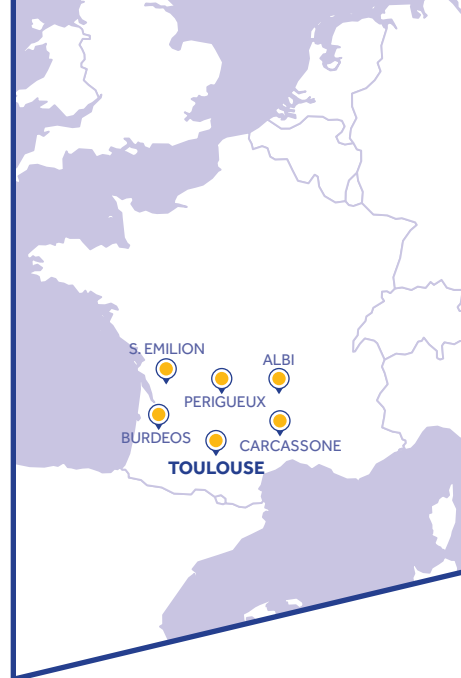 S. EMILION
ALBI
PERIGUEUX
BURDEOS
CARCASSONE
TOULOUSE